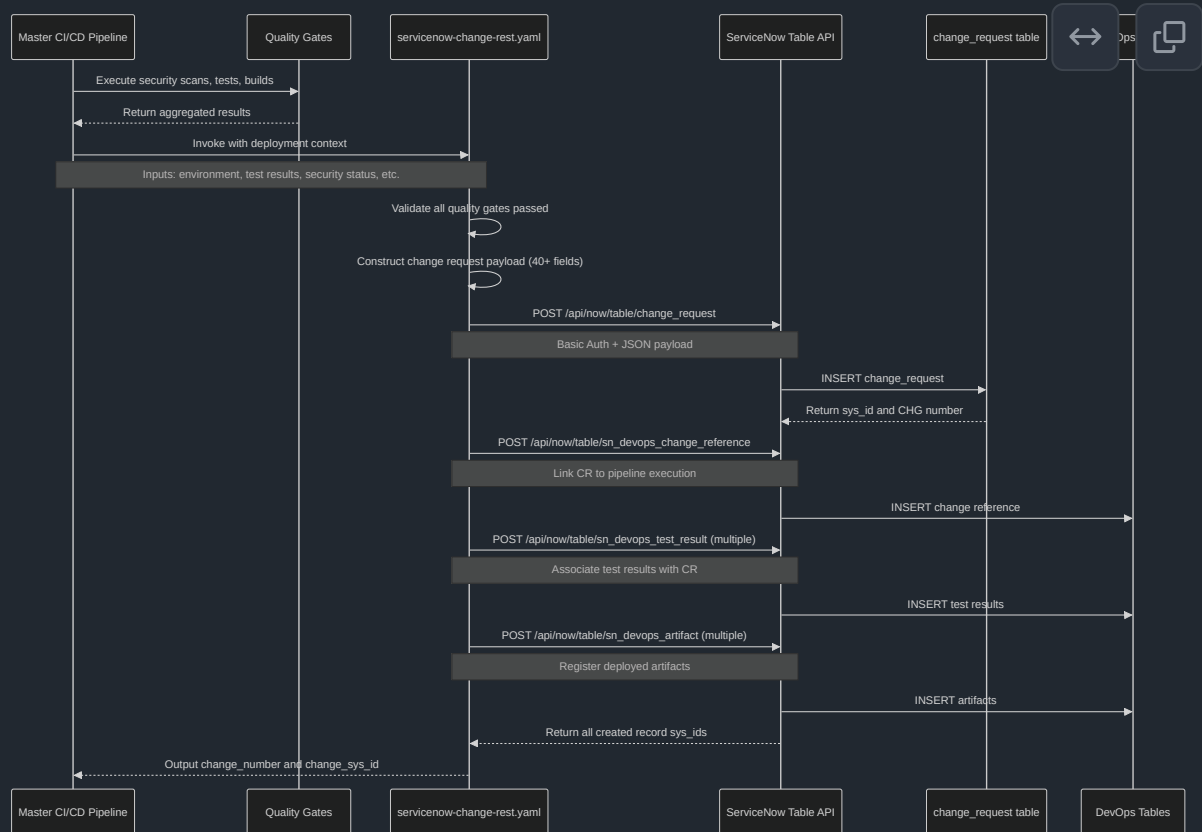 Master CI/CD Pipeline
Quality Gates
servicenow-change-rest.yaml
ServiceNow Table API
change_request table
Execute security scans, tests, builds
Return aggregated results
Invoke with deployment context
Inputs: environment, test results, security status, etc.
Validate all quality gates passed
Construct change request payload (40+ fields)
POST /api/now/table/change_request
Basic Auth + JSON payload
INSERT change_request
Return sys_id and CHG number
POST /api/now/table/sn_devops_change_reference
Link CR to pipeline execution
INSERT change reference
POST /api/now/table/sn_devops_test_result (multiple)
Associate test results with CR
INSERT test results
POST /api/now/table/sn_devops_artifact (multiple)
Register deployed artifacts
INSERT artifacts
Return all created record sys_ids
Output change_number and change_sys_id
Master CI/CD Pipeline
Quality Gates
servicenow-change-rest.yaml
ServiceNow Table API
change_request table
DevOps Tables